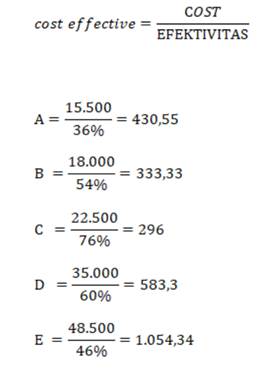 cost effective = COST / EFEKTIVITAS
A = 15.500 / 36% = 430,55
B = 18.000 / 54% = 333,33
C = 22.500 / 76% = 296
D = 35.000 / 60% = 583,3
E = 48.500 / 46% = 1.054,34